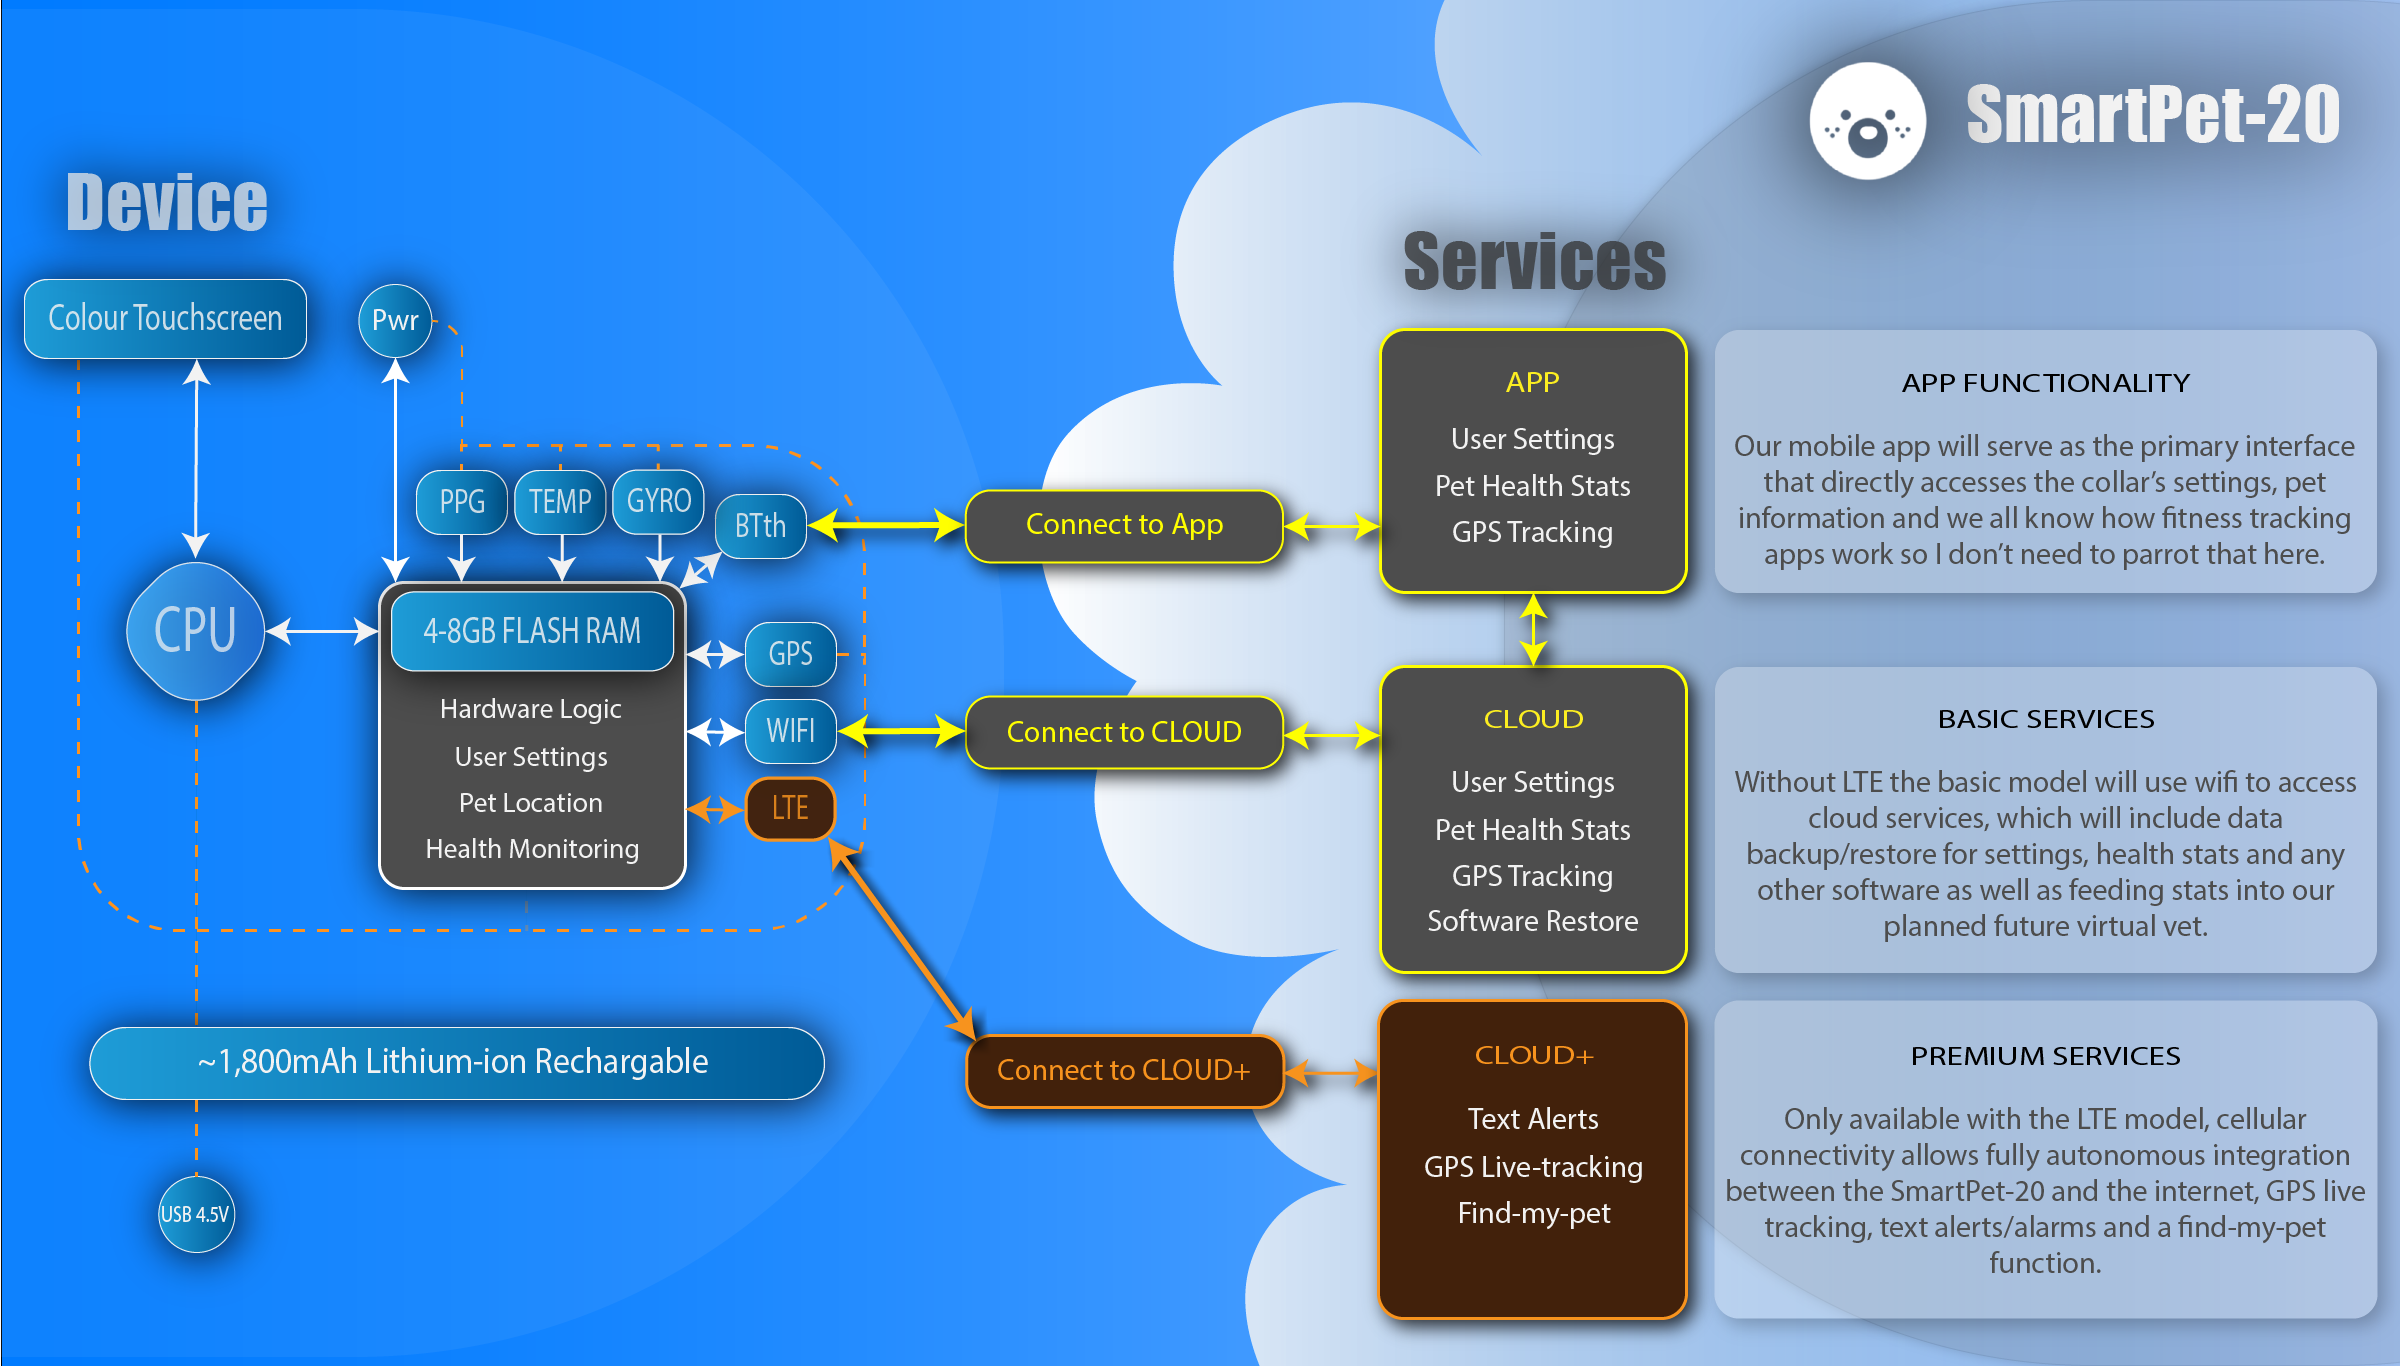 SmartPet-20
Device
Services
Colour Touchscreen
Pwr
PPG
TEMP
GYRO
BTth
CPU
4-8GB FLASH RAM
Hardware Logic
User Settings
Pet Location
Health Monitoring
GPS
WIFI
LTE
~1,800mAh Lithium-ion Rechargable
USB 4.5V
Connect to App
Connect to CLOUD
Connect to CLOUD+
APP
User Settings
Pet Health Stats
GPS Tracking
APP FUNCTIONALITY
Our mobile app will serve as the primary interface
that directly accesses the collar’s settings, pet
information and we all know how fitness tracking
apps work so I don’t need to parrot that here.
CLOUD
User Settings
Pet Health Stats
GPS Tracking
Software Restore
BASIC SERVICES
Without LTE the basic model will use wifi to access
cloud services, which will include data
backup/restore for settings, health stats and any
other software as well as feeding stats into our
planned future virtual vet.
CLOUD+
Text Alerts
GPS Live-tracking
Find-my-pet
PREMIUM SERVICES
Only available with the LTE model, cellular
connectivity allows fully autonomous integration
between the SmartPet-20 and the internet, GPS live
tracking, text alerts/alarms and a find-my-pet
function.